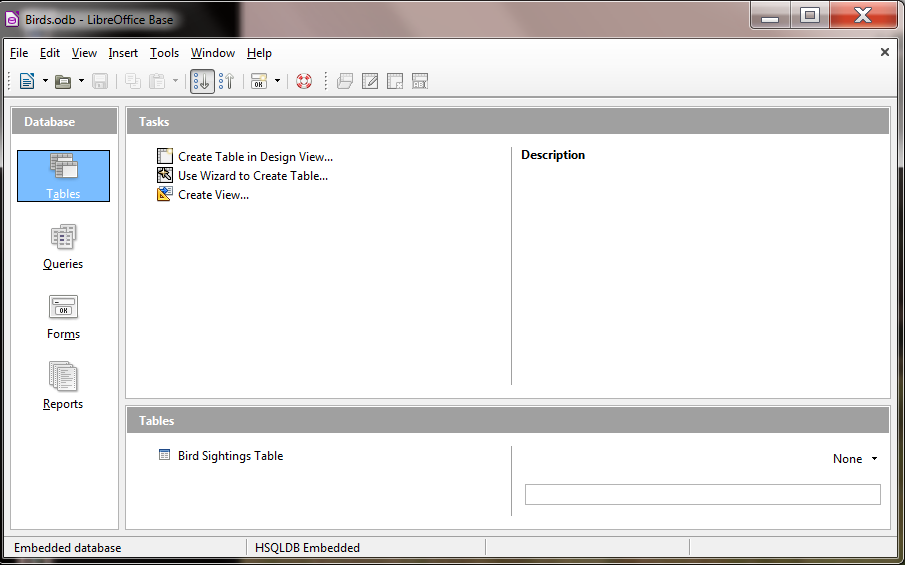 Birds.odb - LibreOffice Base
File Edit View Insert Tools Window Help
Database
Tables
Queries
Forms
Reports
Tasks
Create Table in Design View...
Use Wizard to Create Table...
Create View...
Description
Tables
Bird Sightings Table
None
Embedded database
HSQLDB Embedded